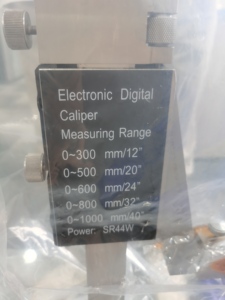 Electronic Digital
Caliper
Measuring Range
0~300 mm/12"
0~500 mm/20"
0~600 mm/24"
0~800 mm/32"
0~1000 mm/40"
Power: SR44W